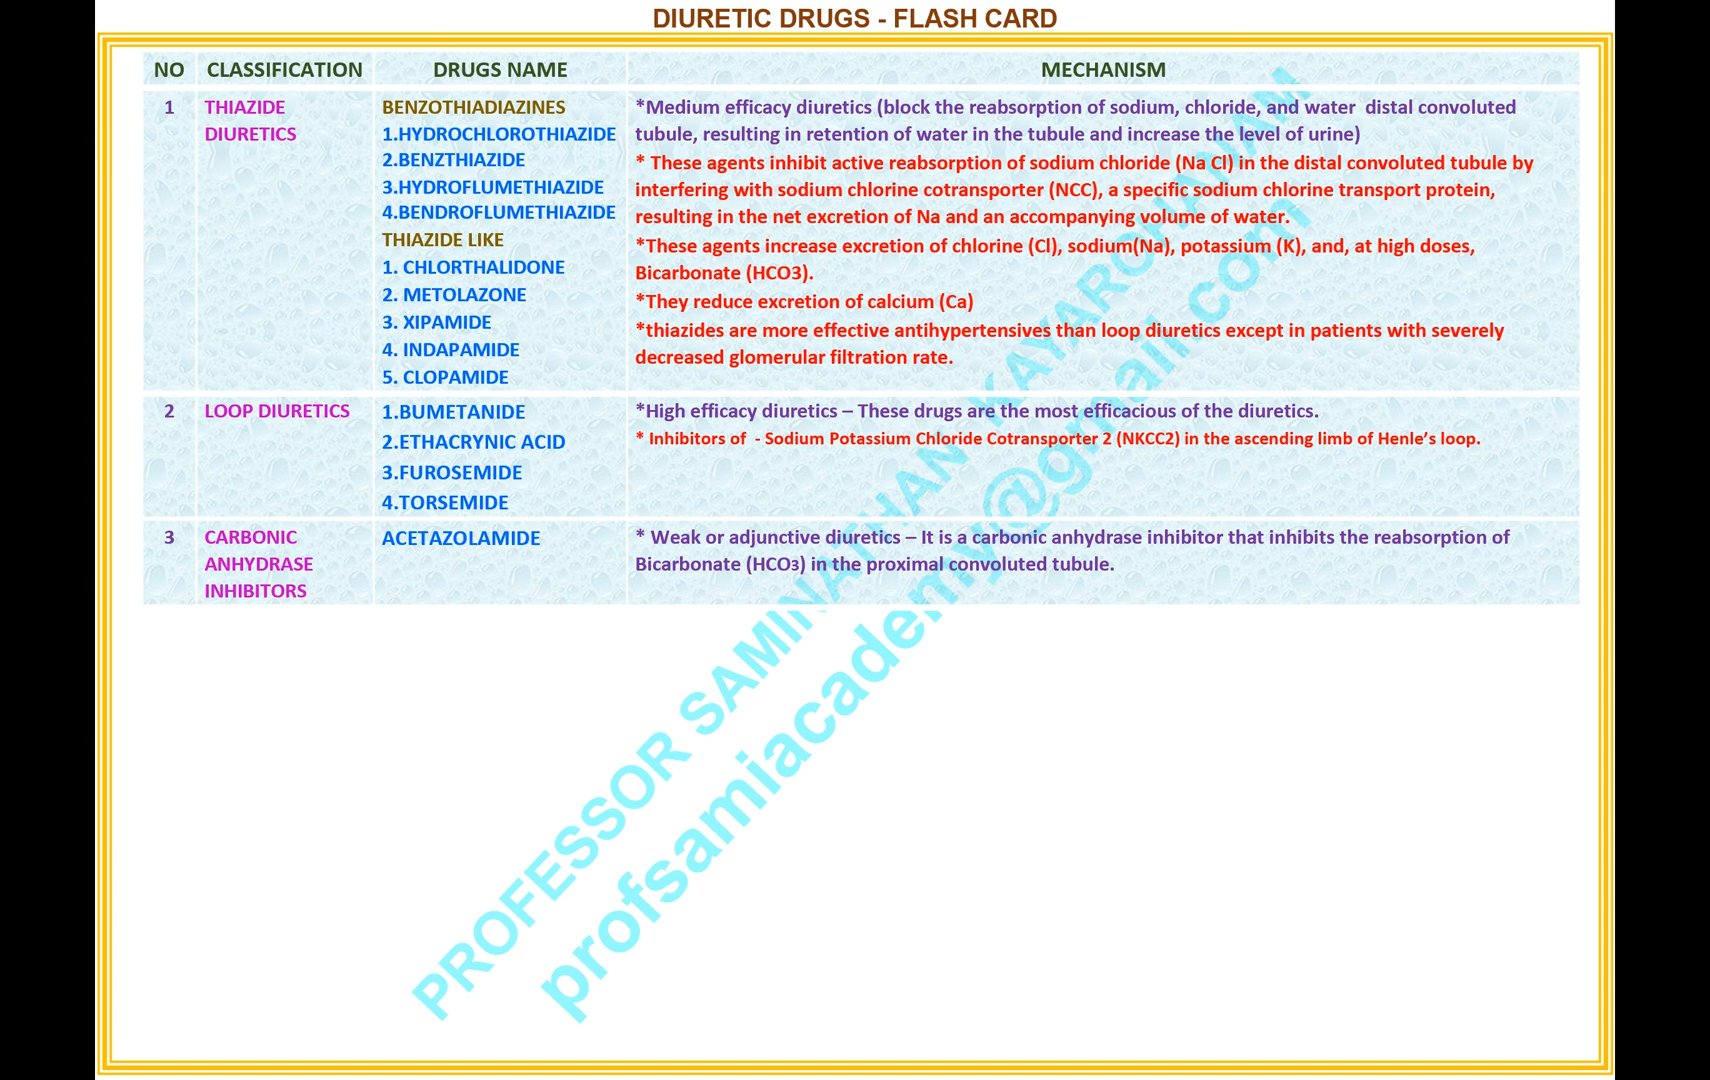 DIURETIC DRUGS - FLASH CARD
NO CLASSIFICATION DRUGS NAME MECHANISM
1 THIAZIDE DIURETICS
BENZOTHIADIAZINES
1.HYDROCHLOROTHIAZIDE
2.BENZTHIAZIDE
3.HYDROFLUMETHIAZIDE
4.BENDROFLUMETHIAZIDE
THIAZIDE LIKE
1. CHLORTHALIDONE
2. METOLAZONE
3. XIPAMIDE
4. INDAPAMIDE
5. CLOPAMIDE
*Medium efficacy diuretics (block the reabsorption of sodium, chloride, and water  distal convoluted
tubule, resulting in retention of water in the tubule and increase the level of urine)
* These agents inhibit active reabsorption of sodium chloride (Na Cl) in the distal convoluted tubule by
interfering with sodium chlorine cotransporter (NCC), a specific sodium chlorine transport protein,
resulting in the net excretion of Na and an accompanying volume of water.
*These agents increase excretion of chlorine (Cl), sodium(Na), potassium (K), and, at high doses,
Bicarbonate (HCO3).
*They reduce excretion of calcium (Ca)
*thiazides are more effective antihypertensives than loop diuretics except in patients with severely
decreased glomerular filtration rate.
2 LOOP DIURETICS
1.BUMETANIDE
2.ETHACRYNIC ACID
3.FUROSEMIDE
4.TORSEMIDE
*High efficacy diuretics – These drugs are the most efficacious of the diuretics.
* Inhibitors of  - Sodium Potassium Chloride Cotransporter 2 (NKCC2) in the ascending limb of Henle’s loop.
3 CARBONIC
ANHYDRASE
INHIBITORS
ACETAZOLAMIDE
* Weak or adjunctive diuretics – It is a carbonic anhydrase inhibitor that inhibits the reabsorption of
Bicarbonate (HCO3) in the proximal convoluted tubule.
PROFESSOR SAMINATHAN KAYAROHANAM
profsamiacademy@gmail.com